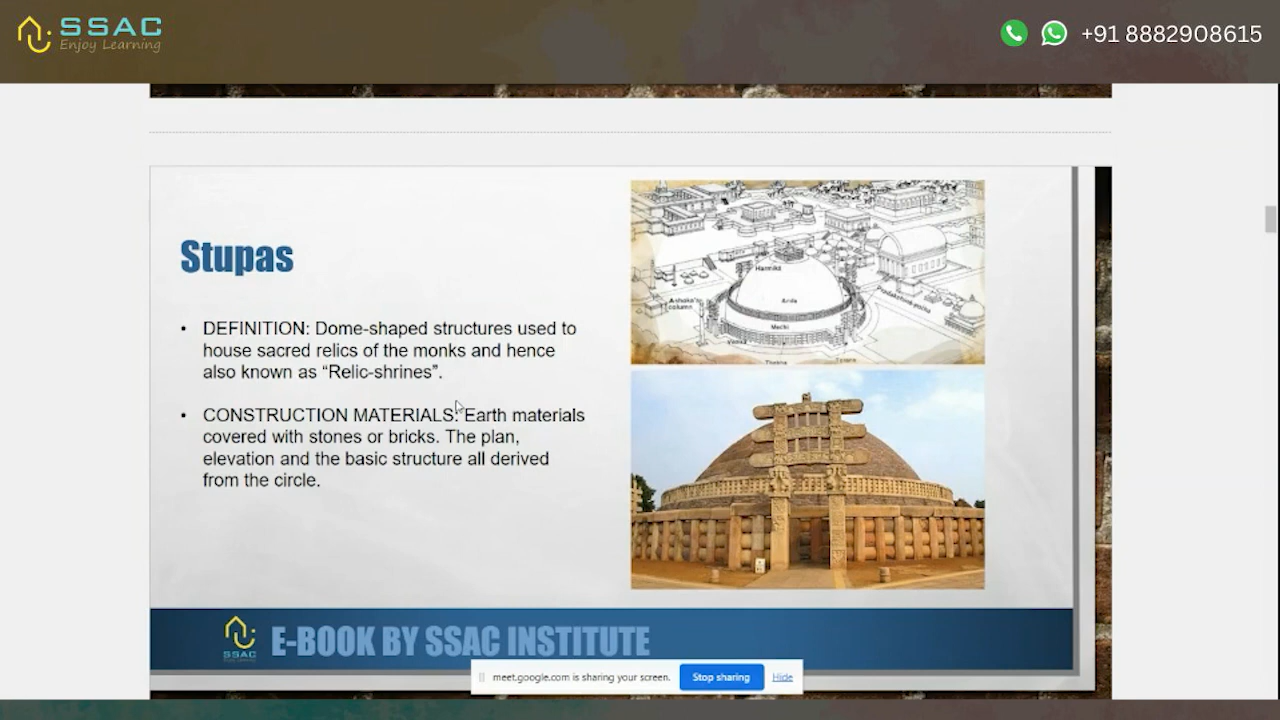 SSAC
Enjoy Learning
+91 8882908615
Stupas
• DEFINITION: Dome-shaped structures used to
house sacred relics of the monks and hence
also known as “Relic-shrines”.
• CONSTRUCTION MATERIALS: Earth materials
covered with stones or bricks. The plan,
elevation and the basic structure all derived
from the circle.
Harmika
Anda
Ashoka's
column
Medhi
SSAC
E-BOOK BY SSAC INSTITUTE
meet.google.com is sharing your screen.
Stop sharing
Hide